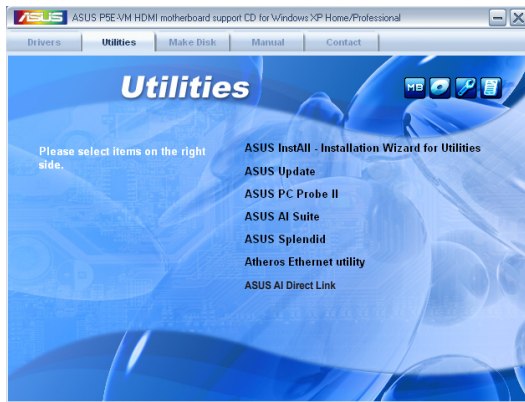 ASUS ASUS P5E-VM HDMI motherboard support CD for Windows XP Home/Professional
Drivers Utilities Make Disk Manual Contact
Utilities
MB
Please select items on the right
side.
ASUS InstAll - Installation Wizard for Utilities
ASUS Update
ASUS PC Probe II
ASUS AI Suite
ASUS Splendid
Atheros Ethernet utility
ASUS AI Direct Link